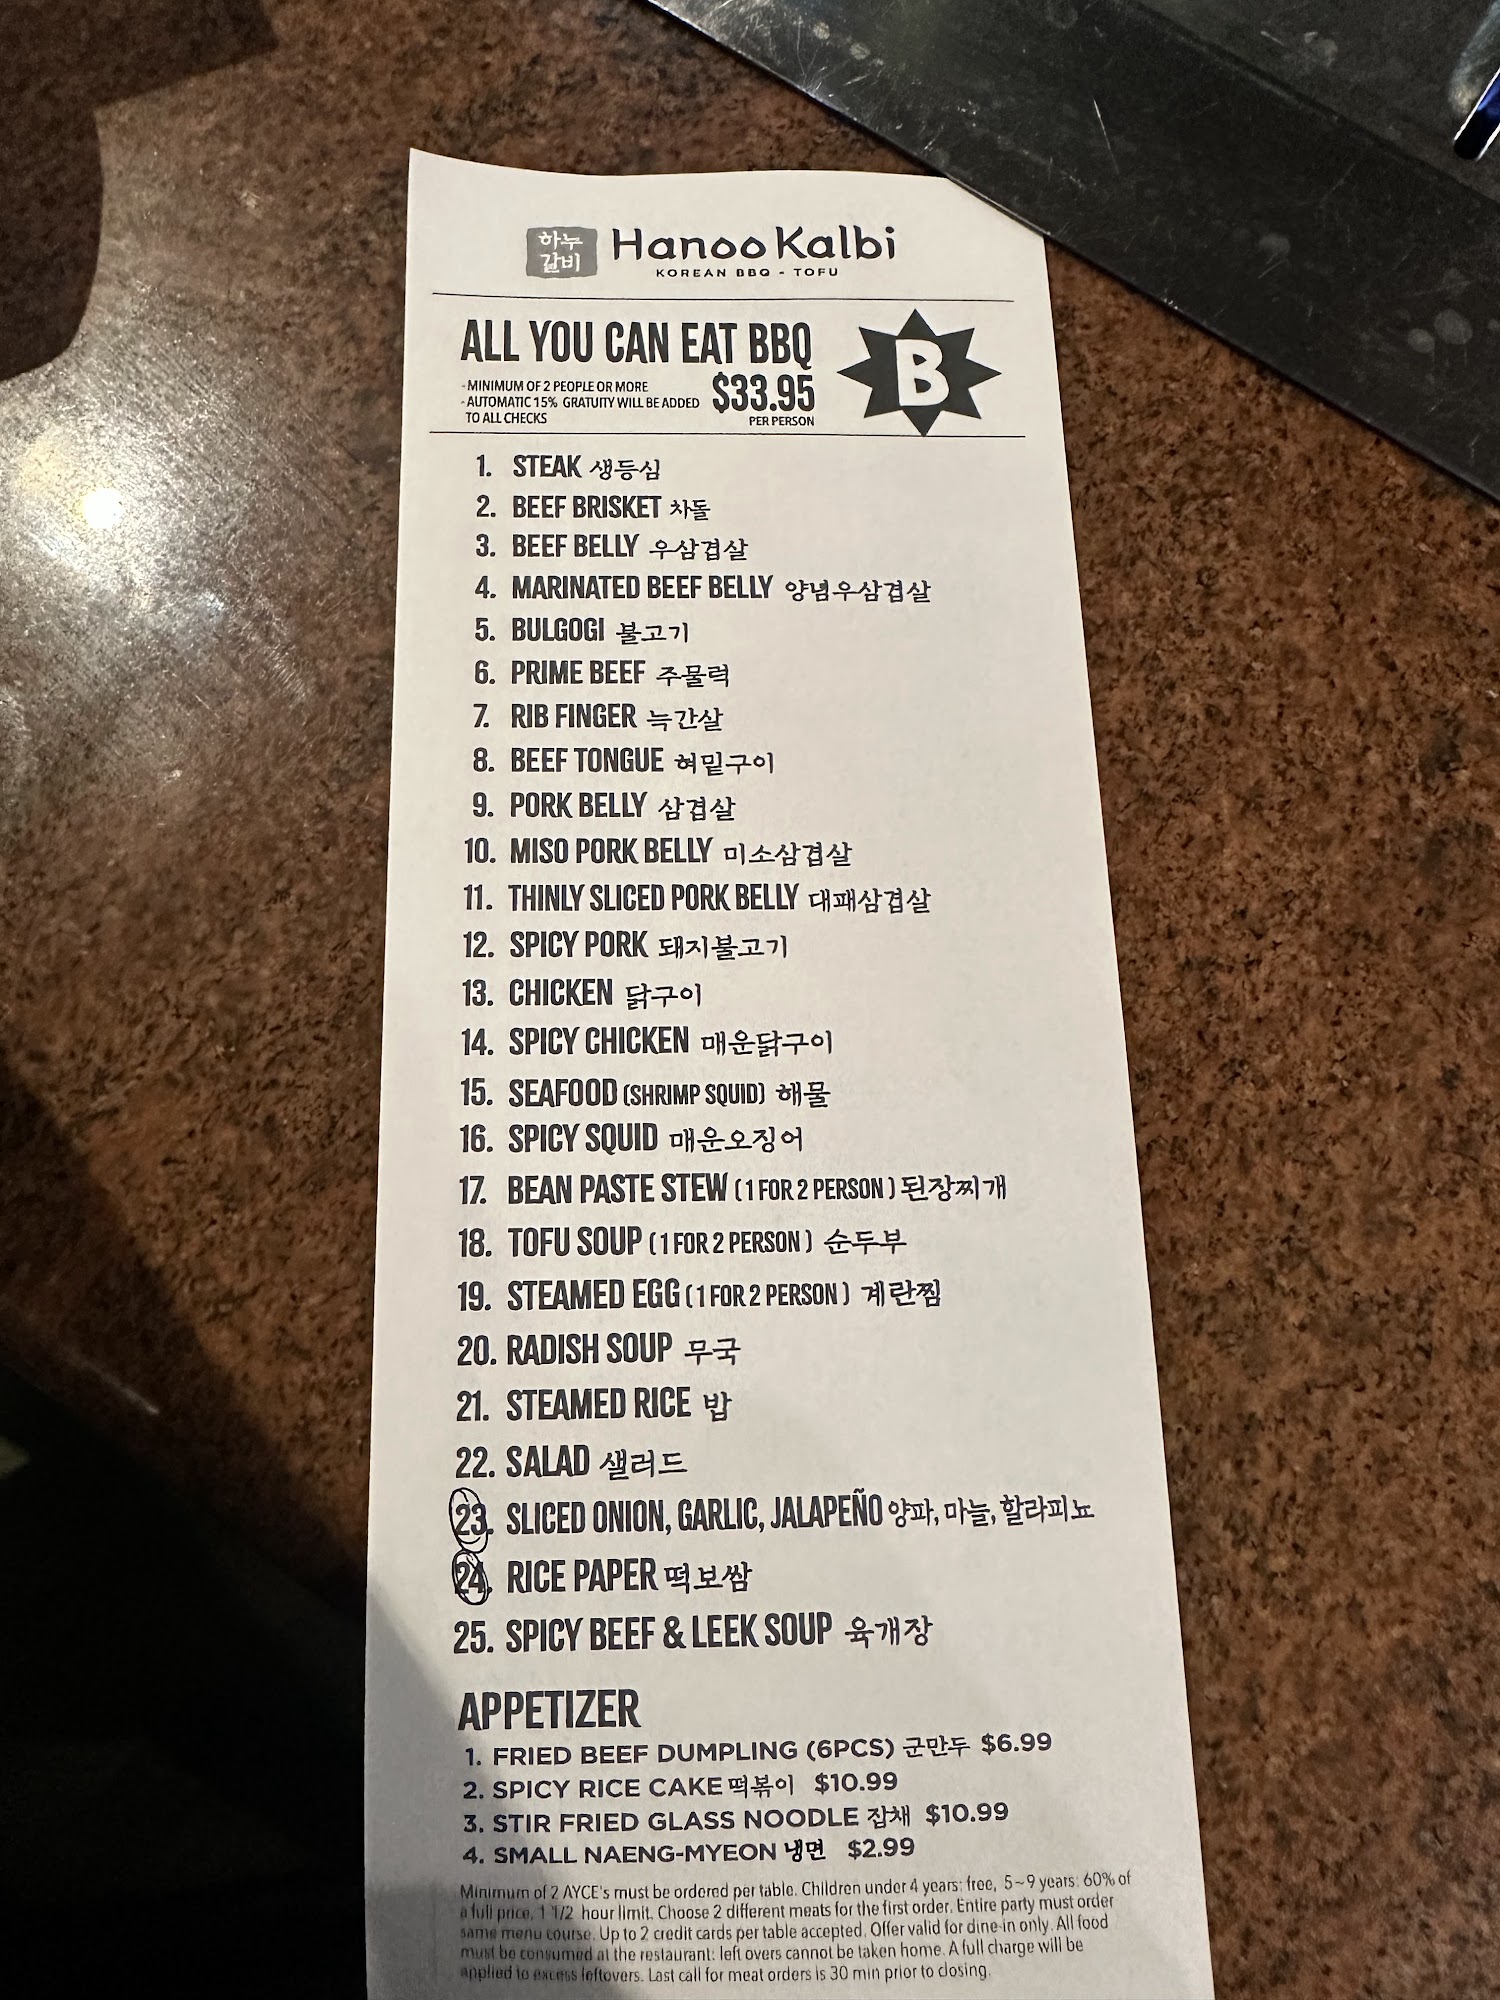 하누
갈비
Hanoo Kalbi
KOREAN BBQ - TOFU
ALL YOU CAN EAT BBQ
- MINIMUM OF 2 PEOPLE OR MORE
- AUTOMATIC 15% GRATUITY WILL BE ADDED
TO ALL CHECKS
$33.95
PER PERSON
B
1. STEAK 생등심
2. BEEF BRISKET 차돌
3. BEEF BELLY 우삼겹살
4. MARINATED BEEF BELLY 양념우삼겹살
5. BULGOGI 불고기
6. PRIME BEEF 주물럭
7. RIB FINGER 늑간살
8. BEEF TONGUE 혀밑구이
9. PORK BELLY 삼겹살
10. MISO PORK BELLY 미소삼겹살
11. THINLY SLICED PORK BELLY 대패삼겹살
12. SPICY PORK 돼지불고기
13. CHICKEN 닭구이
14. SPICY CHICKEN 매운닭구이
15. SEAFOOD (SHRIMP SQUID) 해물
16. SPICY SQUID 매운오징어
17. BEAN PASTE STEW (1 FOR 2 PERSON) 된장찌개
18. TOFU SOUP (1 FOR 2 PERSON) 순두부
19. STEAMED EGG (1 FOR 2 PERSON) 계란찜
20. RADISH SOUP 무국
21. STEAMED RICE 밥
22. SALAD 샐러드
23. SLICED ONION, GARLIC, JALAPEÑO 양파, 마늘, 할라피뇨
24. RICE PAPER 떡보쌈
25. SPICY BEEF & LEEK SOUP 육개장
APPETIZER
1. FRIED BEEF DUMPLING (6PCS) 군만두 $6.99
2. SPICY RICE CAKE 떡볶이 $10.99
3. STIR FRIED GLASS NOODLE 잡채 $10.99
4. SMALL NAENG-MYEON 냉면 $2.99
Minimum of 2 AYCE's must be ordered per table. Children under 4 years: free, 5~9 years: 60% of
a full price, 1 1/2 hour limit. Choose 2 different meats for the first order. Entire party must order
same menu course. Up to 2 credit cards per table accepted. Offer valid for dine-in only. All food
must be consumed at the restaurant: left overs cannot be taken home. A full charge will be
applied to excess leftovers. Last call for meat orders is 30 min prior to closing.